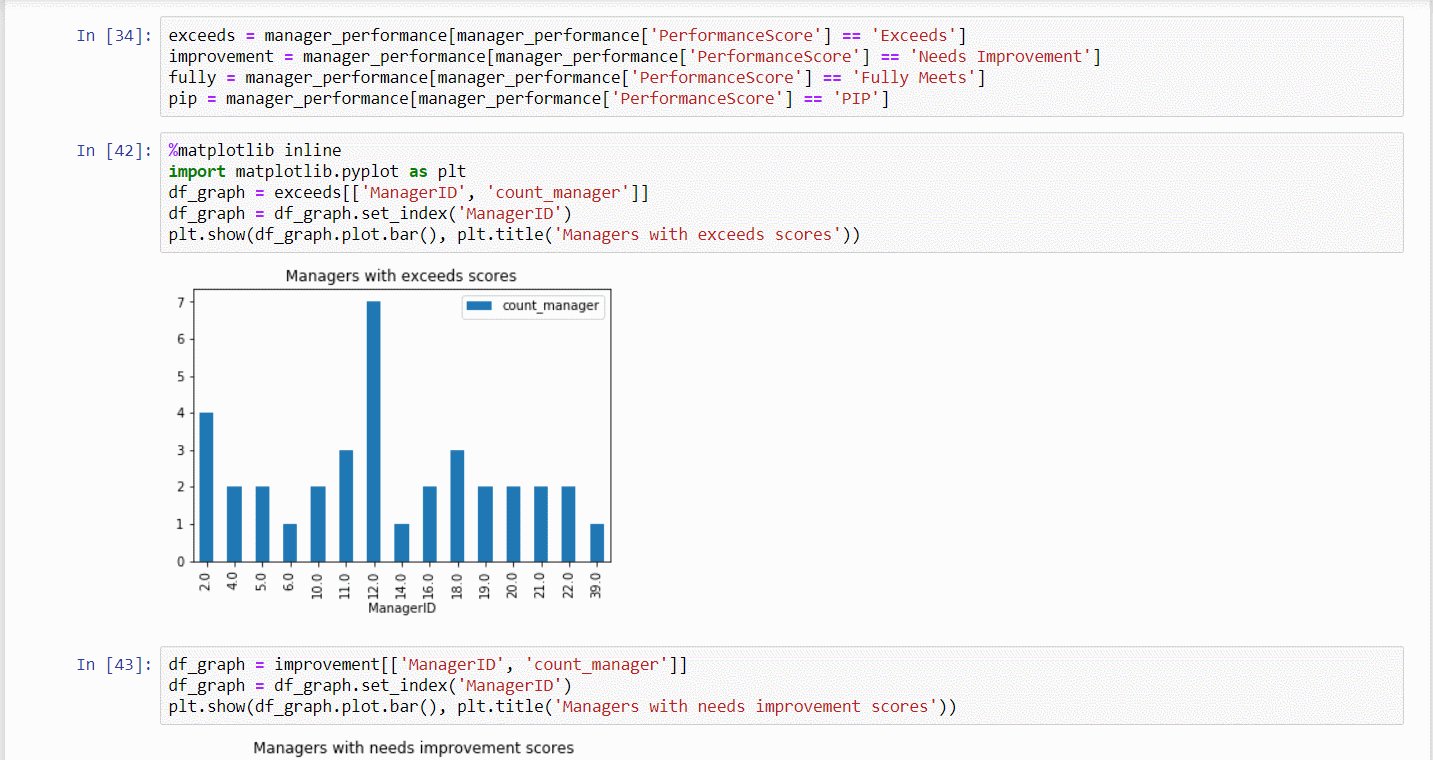 In [34]: exceeds = manager_performance[manager_performance['PerformanceScore'] == 'Exceeds']
improvement = manager_performance[manager_performance['PerformanceScore'] == 'Needs Improvement']
fully = manager_performance[manager_performance['PerformanceScore'] == 'Fully Meets']
pip = manager_performance[manager_performance['PerformanceScore'] == 'PIP']
In [42]: %matplotlib inline
import matplotlib.pyplot as plt
df_graph = exceeds[['ManagerID', 'count_manager']]
df_graph = df_graph.set_index('ManagerID')
plt.show(df_graph.plot.bar(), plt.title('Managers with exceeds scores'))
Managers with exceeds scores
count_manager
7
6
5
4
3
2
1
0
2.0 4.0 5.0 6.0 10.0 11.0 12.0 14.0 16.0 18.0 19.0 20.0 21.0 22.0 39.0
ManagerID
In [43]: df_graph = improvement[['ManagerID', 'count_manager']]
df_graph = df_graph.set_index('ManagerID')
plt.show(df_graph.plot.bar(), plt.title('Managers with needs improvement scores'))
Managers with needs improvement scores